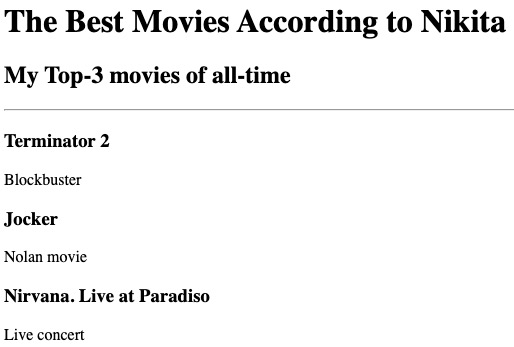 The Best Movies According to Nikita
My Top-3 movies of all-time
Terminator 2
Blockbuster
Jocker
Nolan movie
Nirvana. Live at Paradiso
Live concert